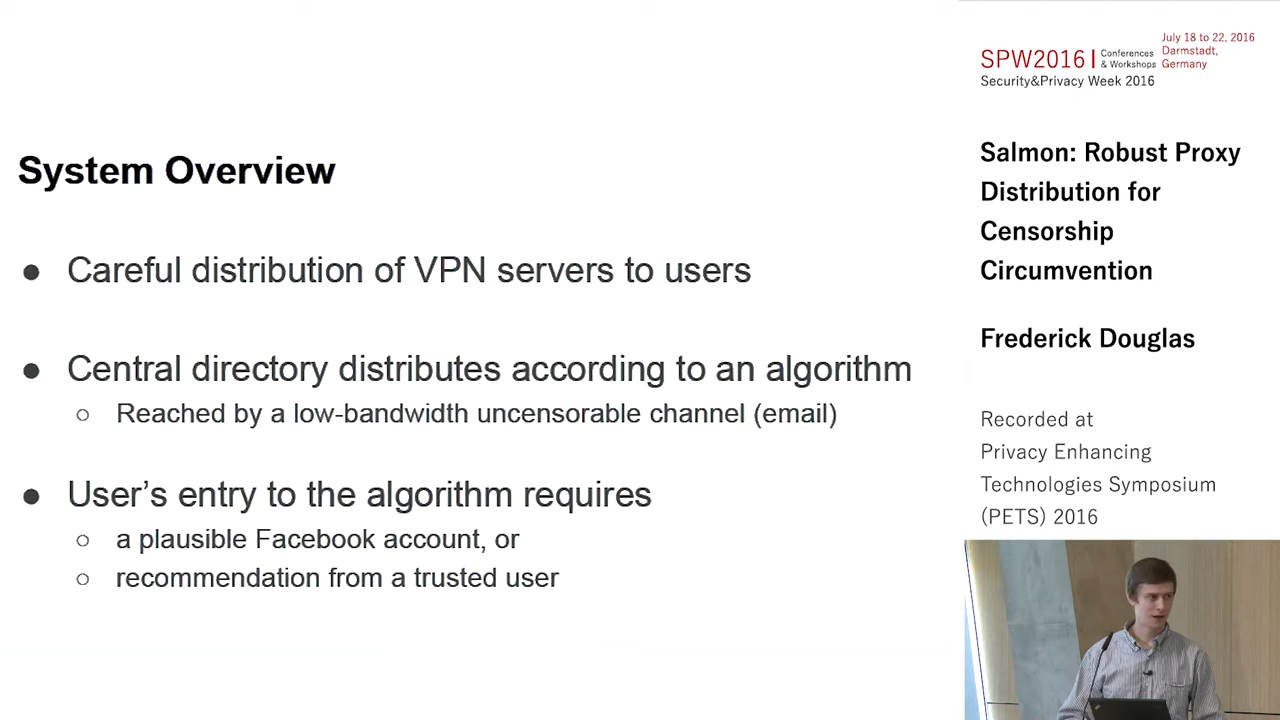 System Overview
● Careful distribution of VPN servers to users
● Central directory distributes according to an algorithm
○ Reached by a low-bandwidth uncensorable channel (email)
● User's entry to the algorithm requires
○ a plausible Facebook account, or
○ recommendation from a trusted user
SPW2016 | Conferences
& Workshops
Security&Privacy Week 2016
July 18 to 22, 2016
Darmstadt,
Germany
Salmon: Robust Proxy
Distribution for
Censorship
Circumvention
Frederick Douglas
Recorded at
Privacy Enhancing
Technologies Symposium
(PETS) 2016